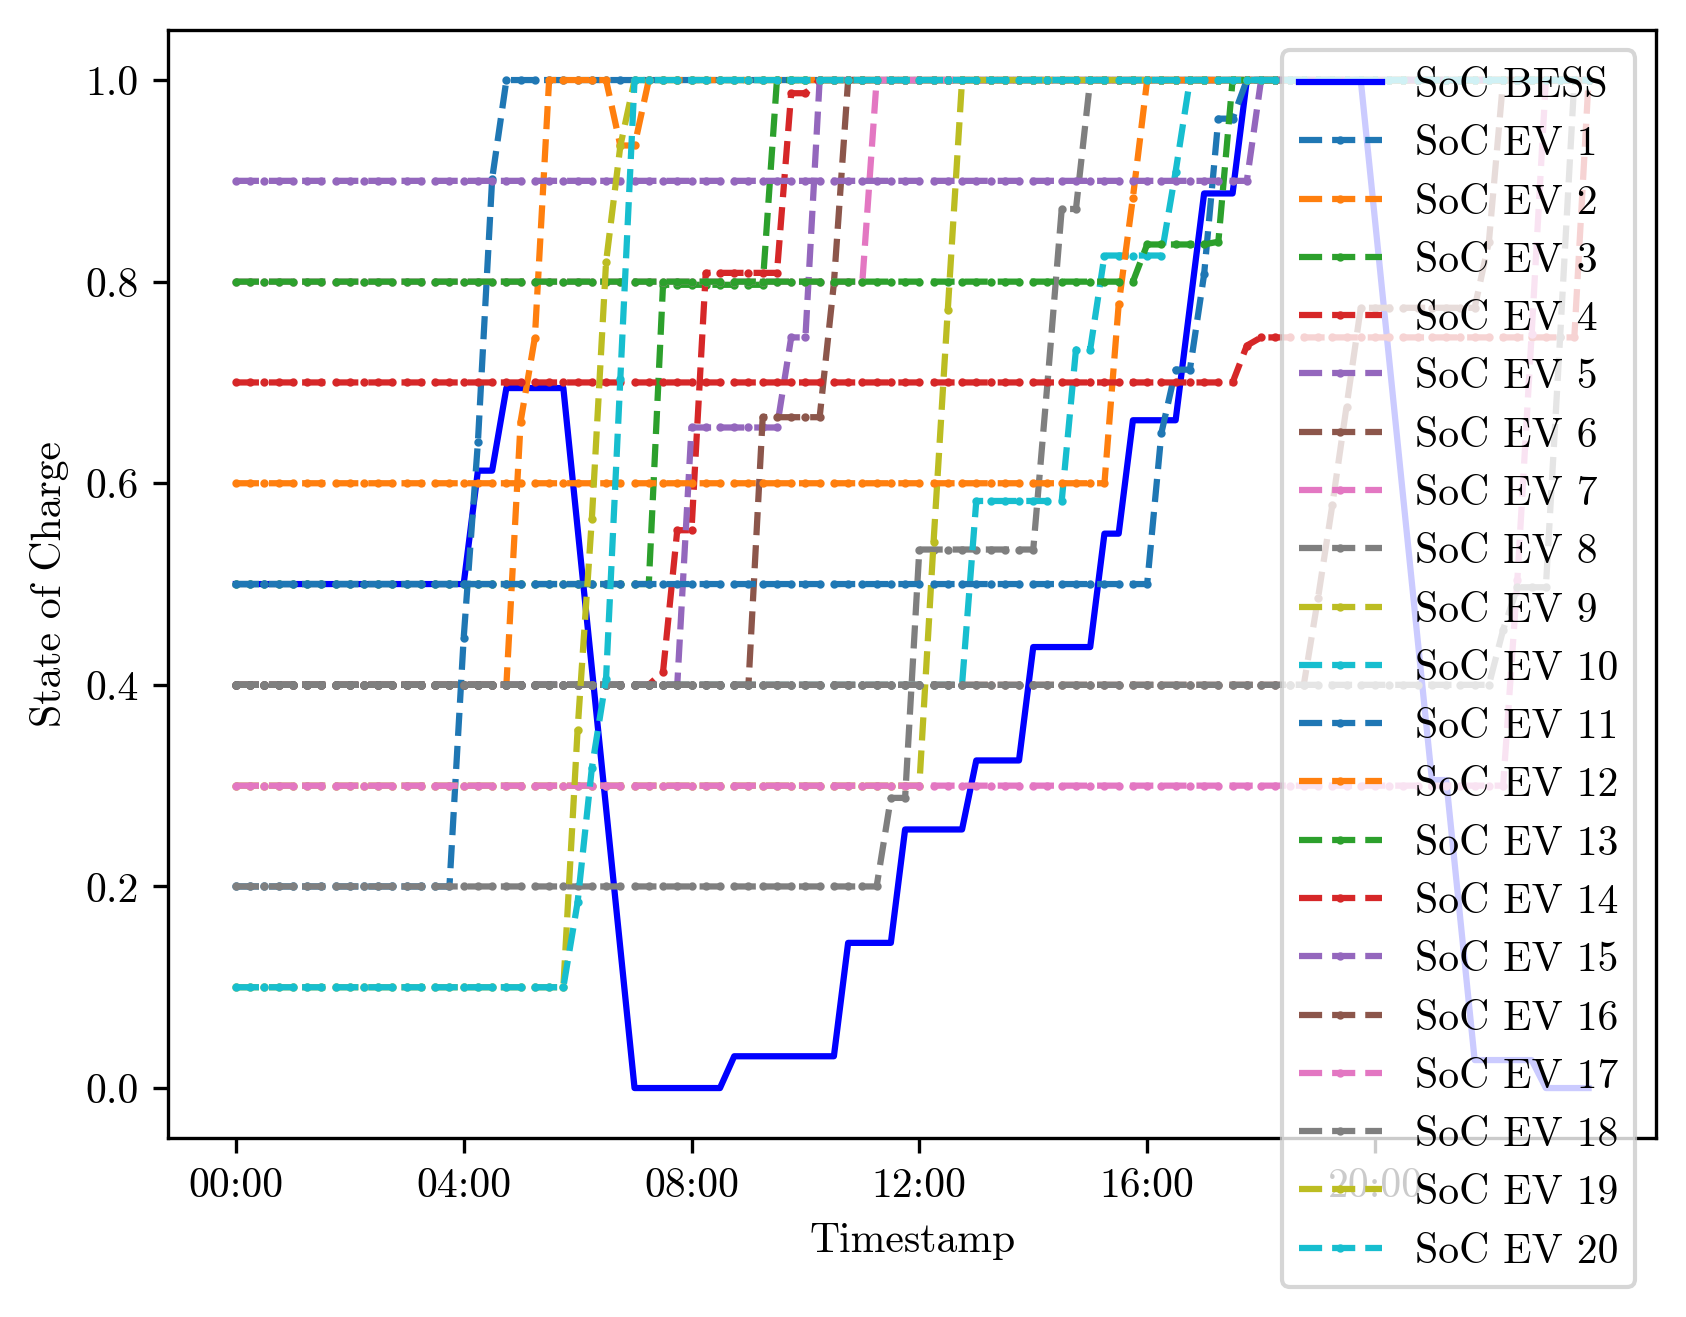 1.0
0.8
0.6
0.4
0.2
0.0
State of Charge
00:00
04:00
08:00
12:00
16:00
20:00
Timestamp
SoC BESS
SoC EV 1
SoC EV 2
SoC EV 3
SoC EV 4
SoC EV 5
SoC EV 6
SoC EV 7
SoC EV 8
SoC EV 9
SoC EV 10
SoC EV 11
SoC EV 12
SoC EV 13
SoC EV 14
SoC EV 15
SoC EV 16
SoC EV 17
SoC EV 18
SoC EV 19
SoC EV 20